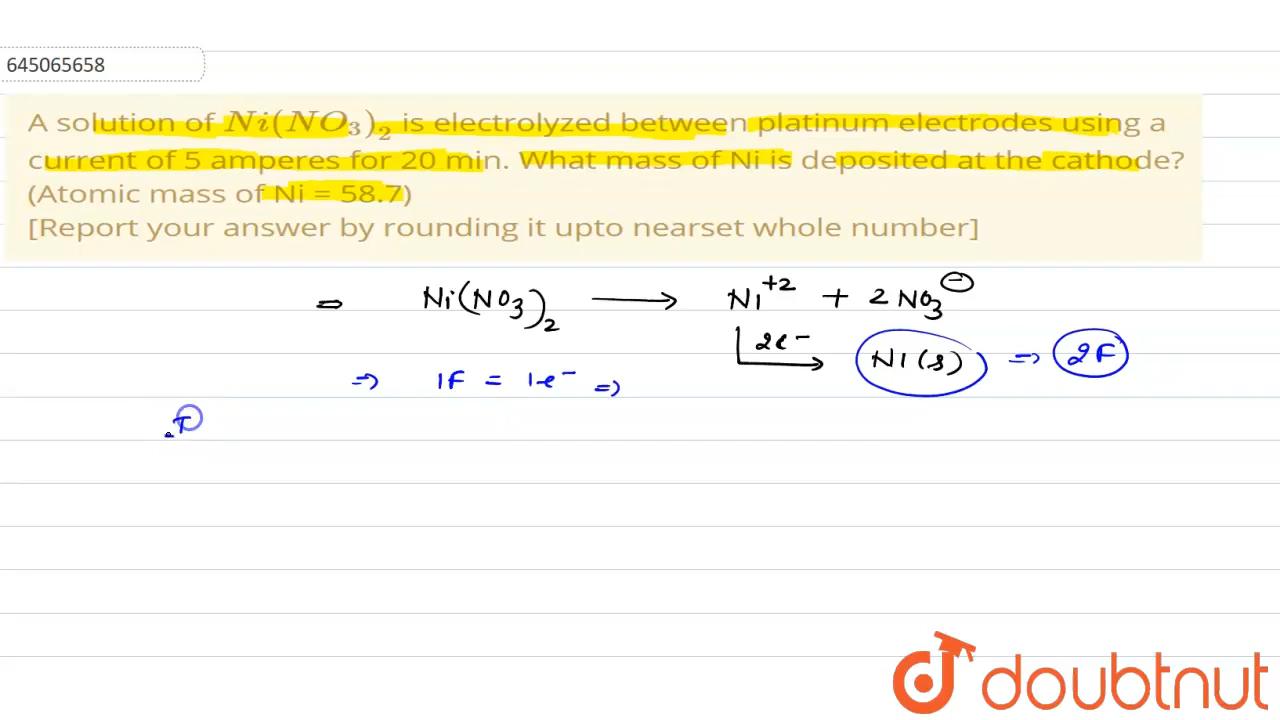 645065658
A solution of Ni(NO₃)₂ is electrolyzed between platinum electrodes using a
current of 5 amperes for 20 min. What mass of Ni is deposited at the cathode?
(Atomic mass of Ni = 58.7)
[Report your answer by rounding it upto nearset whole number]
⇒ Ni(NO₃)₂ ⟶ Ni⁺² + 2NO₃⊖
2e⁻ Ni(s) ⇒ 2F
⇒ 1F = 1e⁻ ⇒
doubtnut